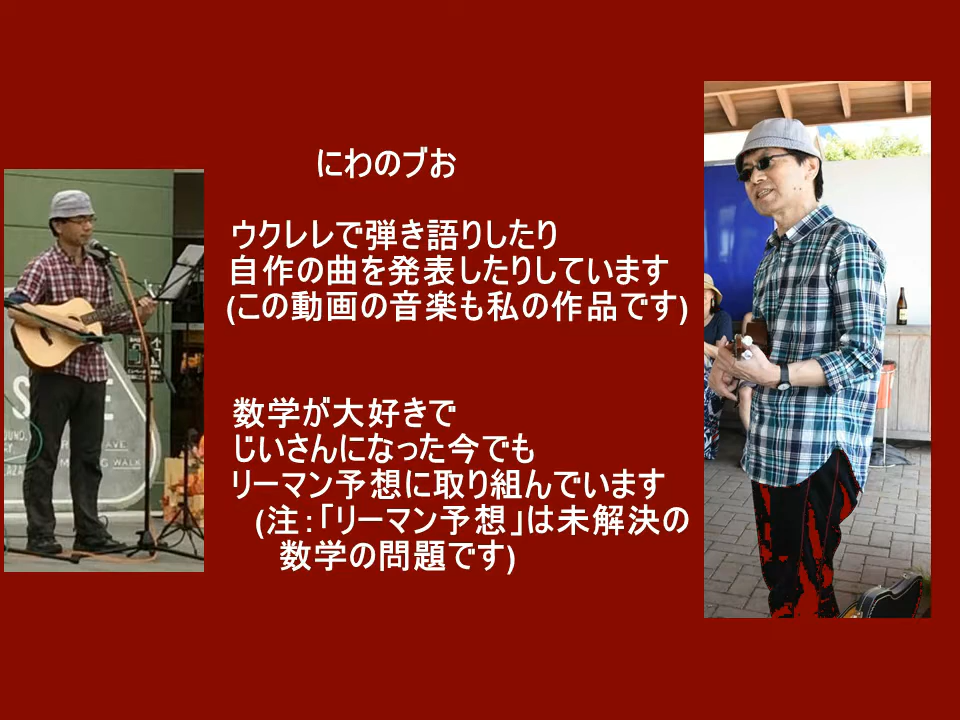 にわのブお
ウクレレで弾き語りしたり
自作の曲を発表したりしています
(この動画の音楽も私の作品です)
数学が大好きで
じいさんになった今でも
リーマン予想に取り組んでいます
(注:「リーマン予想」は未解決の
数学の問題です)
WALK